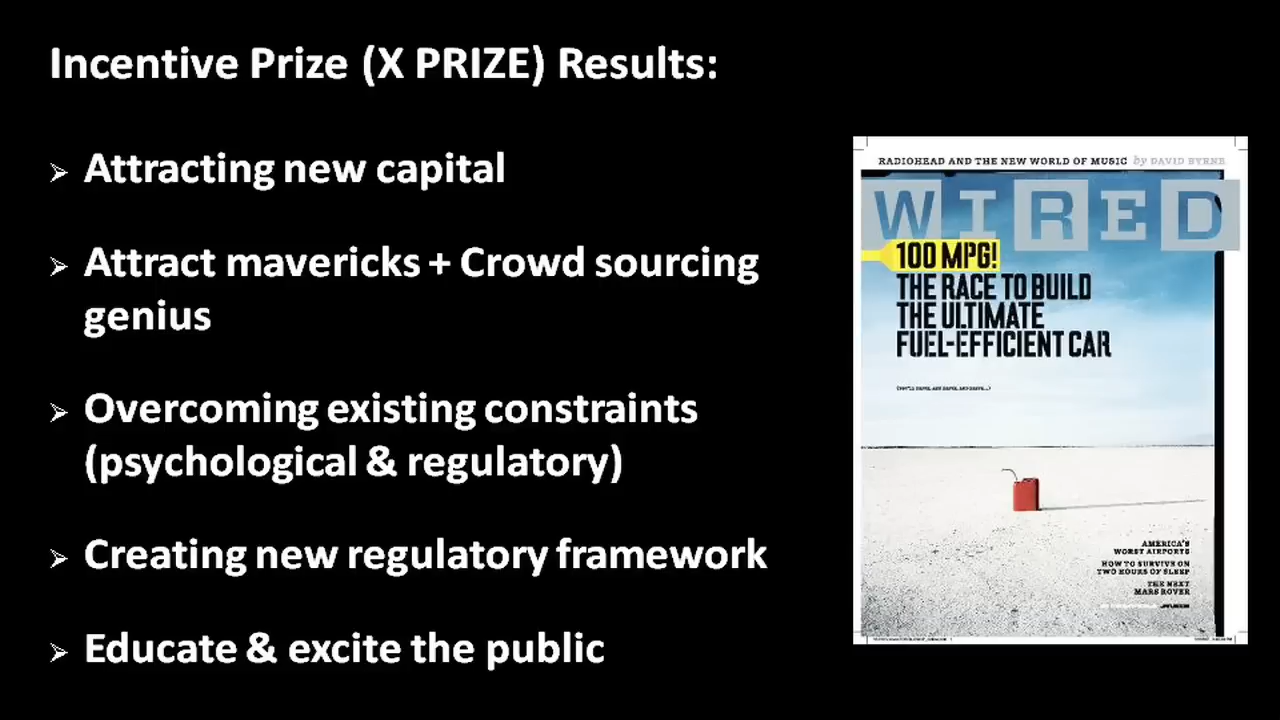 Incentive Prize (X PRIZE) Results:
Attracting new capital
Attract mavericks + Crowd sourcing
genius
Overcoming existing constraints
(psychological & regulatory)
Creating new regulatory framework
Educate & excite the public
RADIOHEAD AND THE NEW WORLD OF MUSIC by DAVID BYRNE
WIRED
100 MPG!
THE RACE TO BUILD
THE ULTIMATE
FUEL-EFFICIENT CAR
AMERICA'S
WORST AIRPORTS
HOW TO SURVIVE ON
TWO HOURS OF SLEEP
THE NEXT
MARS ROVER